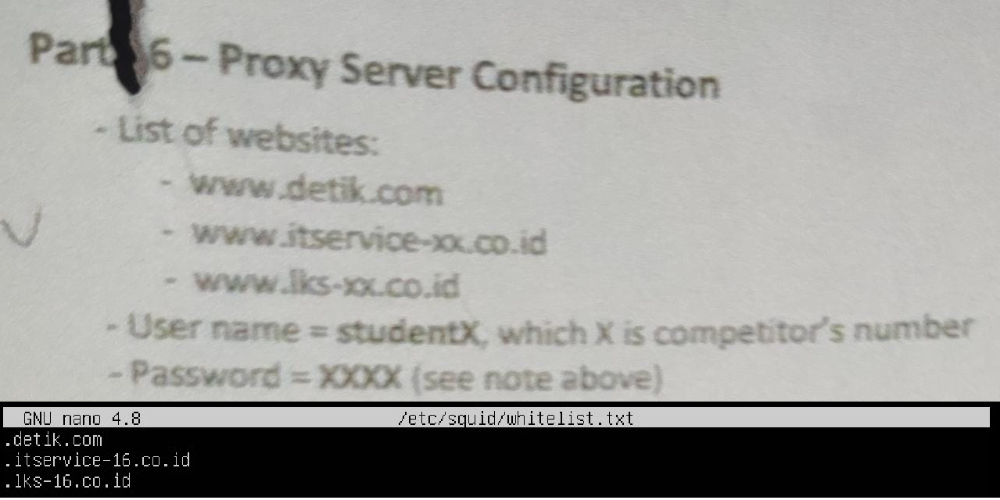 Part 6 – Proxy Server Configuration
- List of websites:
- www.detik.com
- www.itservice-xx.co.id
- www.lks-xx.co.id
- User name = studentX, which X is competitor's number
- Password = XXXX (see note above)
GNU nano 4.8 /etc/squid/whitelist.txt
.detik.com
.itservice-16.co.id
.lks-16.co.id